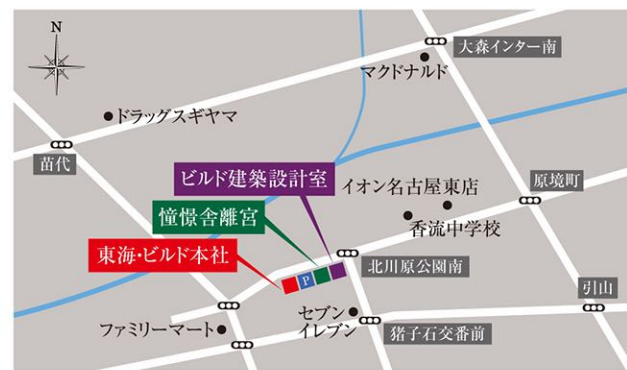 N
大森インター南
マクドナルド
ドラッグスギヤマ
苗代
ビルド建築設計室
イオン名古屋東店
原境町
憧憬舎離宮
香流中学校
東海・ビルド本社
北川原公園南
P
引山
セブン
イレブン
ファミリーマート
猪子石交番前